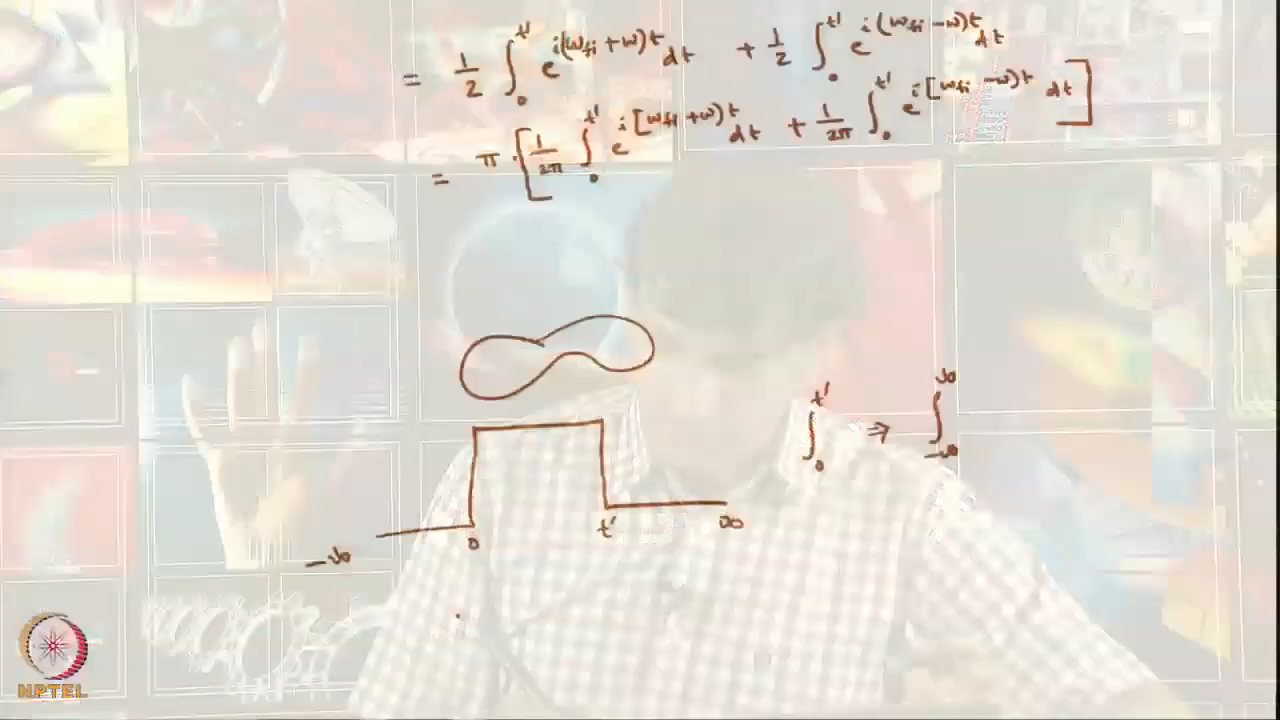 = 1/2 ∫₀^t' e^{i(ω_fi + ω)t} dt + 1/2 ∫₀^t' e^{i(ω_fi − ω)t} dt
= π · [ 1/2π ∫₀^t' e^{i[ω_fi + ω)t} dt + 1/2π ∫₀^t' e^{i[ω_fi − ω)t} dt ]
∫₀^t' ⇒ ∫_{−∞}^{∞}
−∞ 0 t' ∞
NPTEL